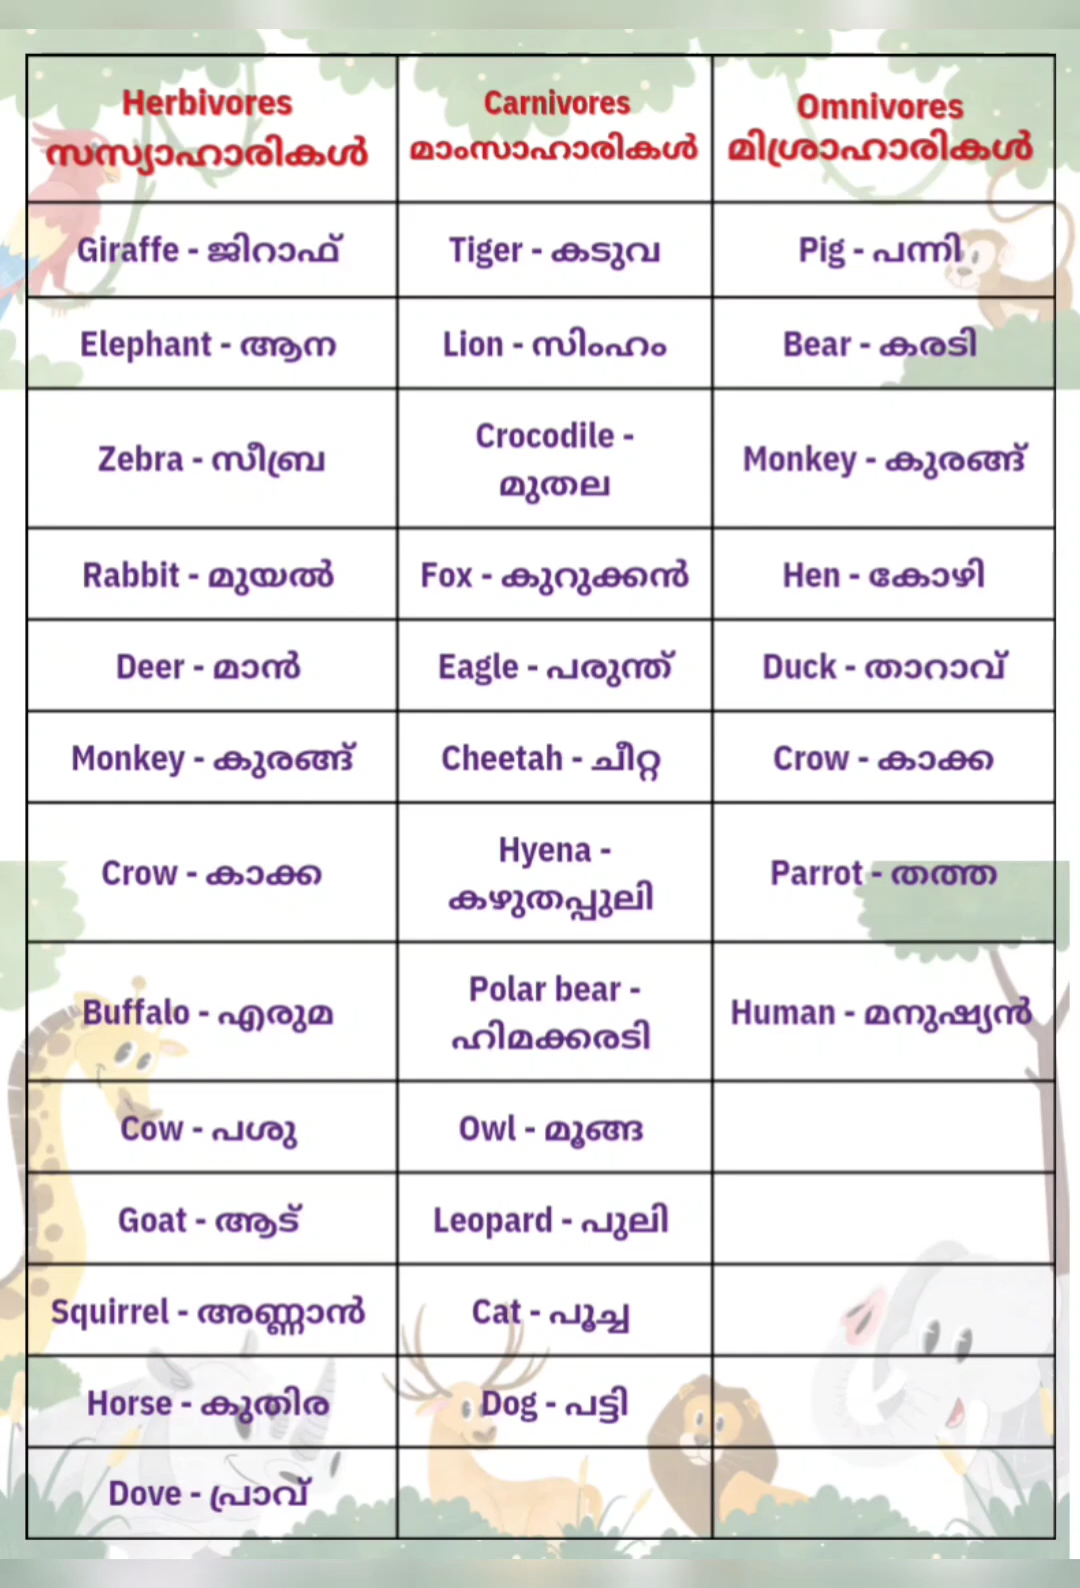 Herbivores
സസ്യാഹാരികൾ
Carnivores
മാംസാഹാരികൾ
Omnivores
മിശ്രാഹാരികൾ
Giraffe - ജിറാഫ്
Tiger - കടുവ
Pig - പന്നി
Elephant - ആന
Lion - സിംഹം
Bear - കരടി
Zebra - സീബ്ര
Crocodile -
മുതല
Monkey - കുരങ്ങ്
Rabbit - മുയൽ
Fox - കുറുക്കൻ
Hen - കോഴി
Deer - മാൻ
Eagle - പരുന്ത്
Duck - താറാവ്
Monkey - കുരങ്ങ്
Cheetah - ചീറ്റ
Crow - കാക്ക
Crow - കാക്ക
Hyena -
കഴുതപ്പുലി
Parrot - തത്ത
Buffalo - എരുമ
Polar bear -
ഹിമക്കരടി
Human - മനുഷ്യൻ
Cow - പശു
Owl - മൂങ്ങ
Goat - ആട്
Leopard - പുലി
Squirrel - അണ്ണാൻ
Cat - പൂച്ച
Horse - കുതിര
Dog - പട്ടി
Dove - പ്രാവ്